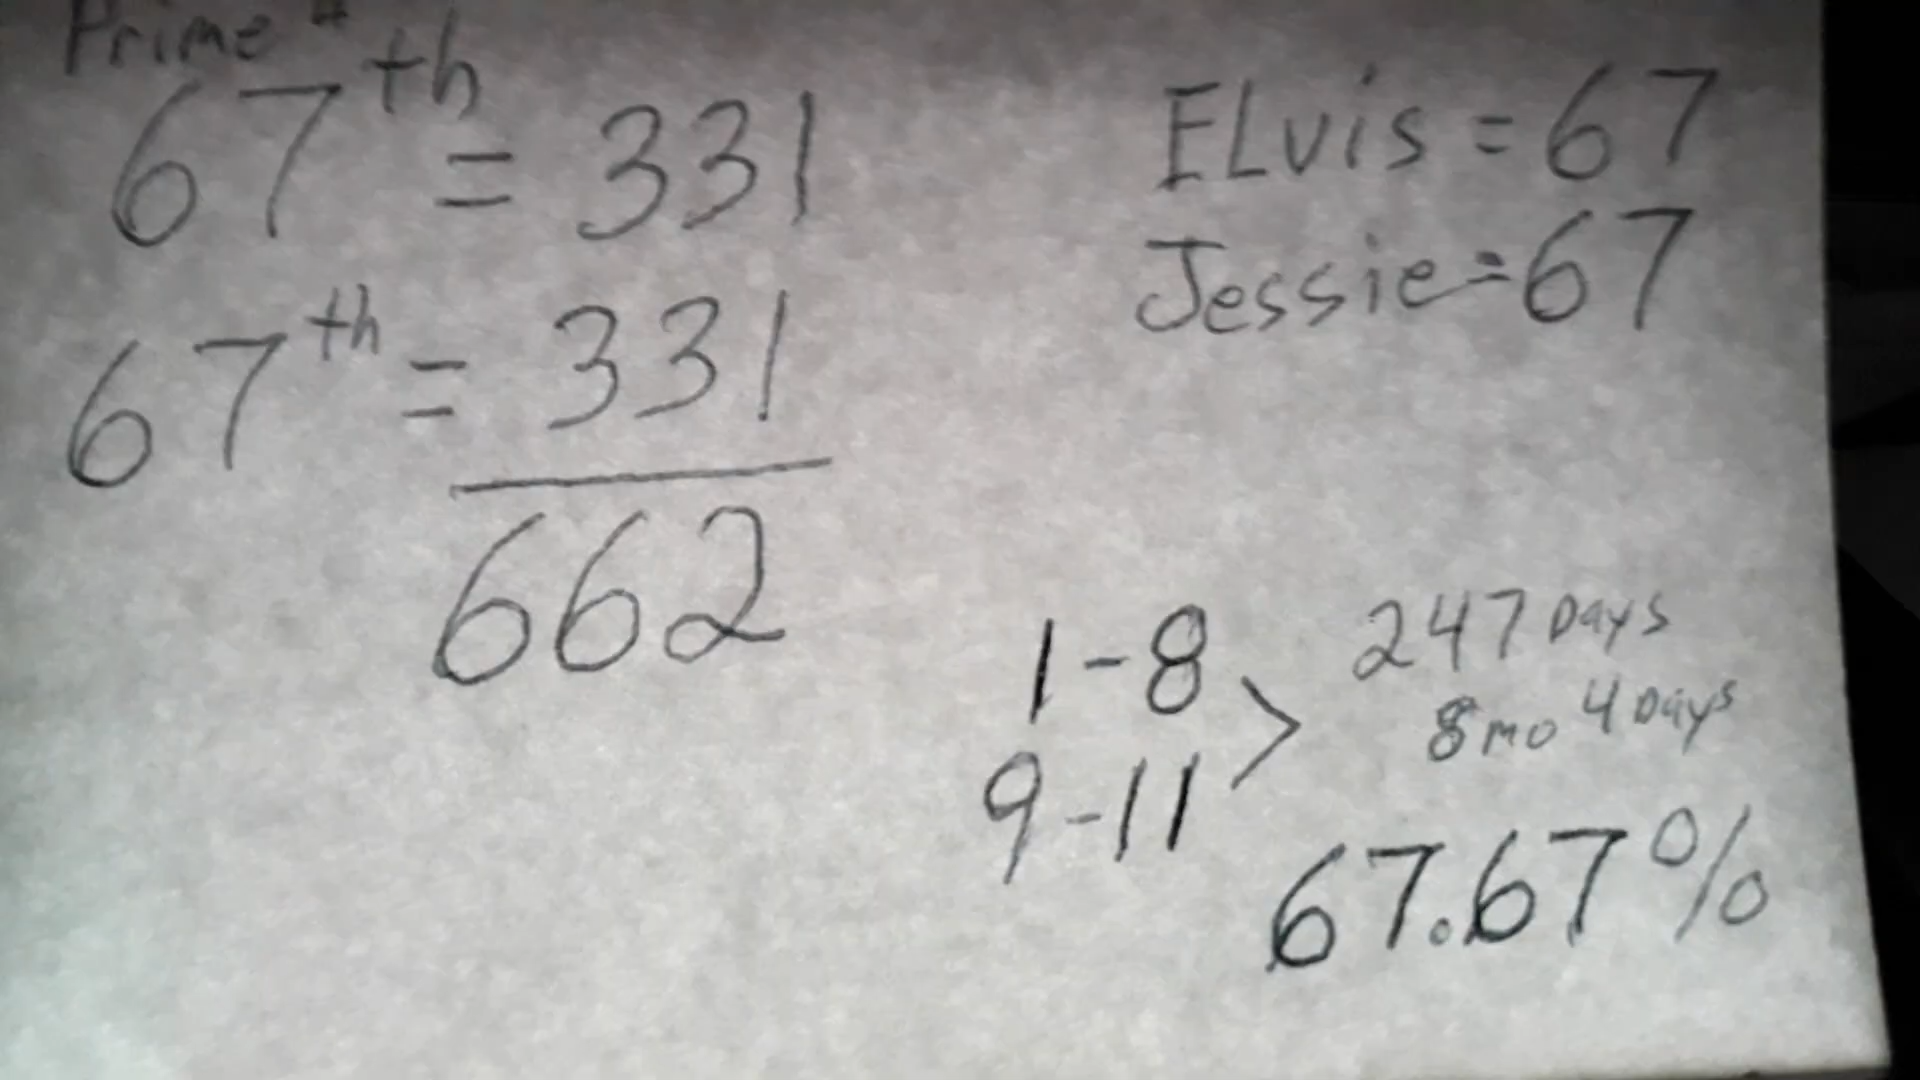 Prime #
67th = 331
67th = 331
662
ELvis = 67
Jessie = 67
1-8
9-11
>
247 Days
8mo 4 Days
67.67%